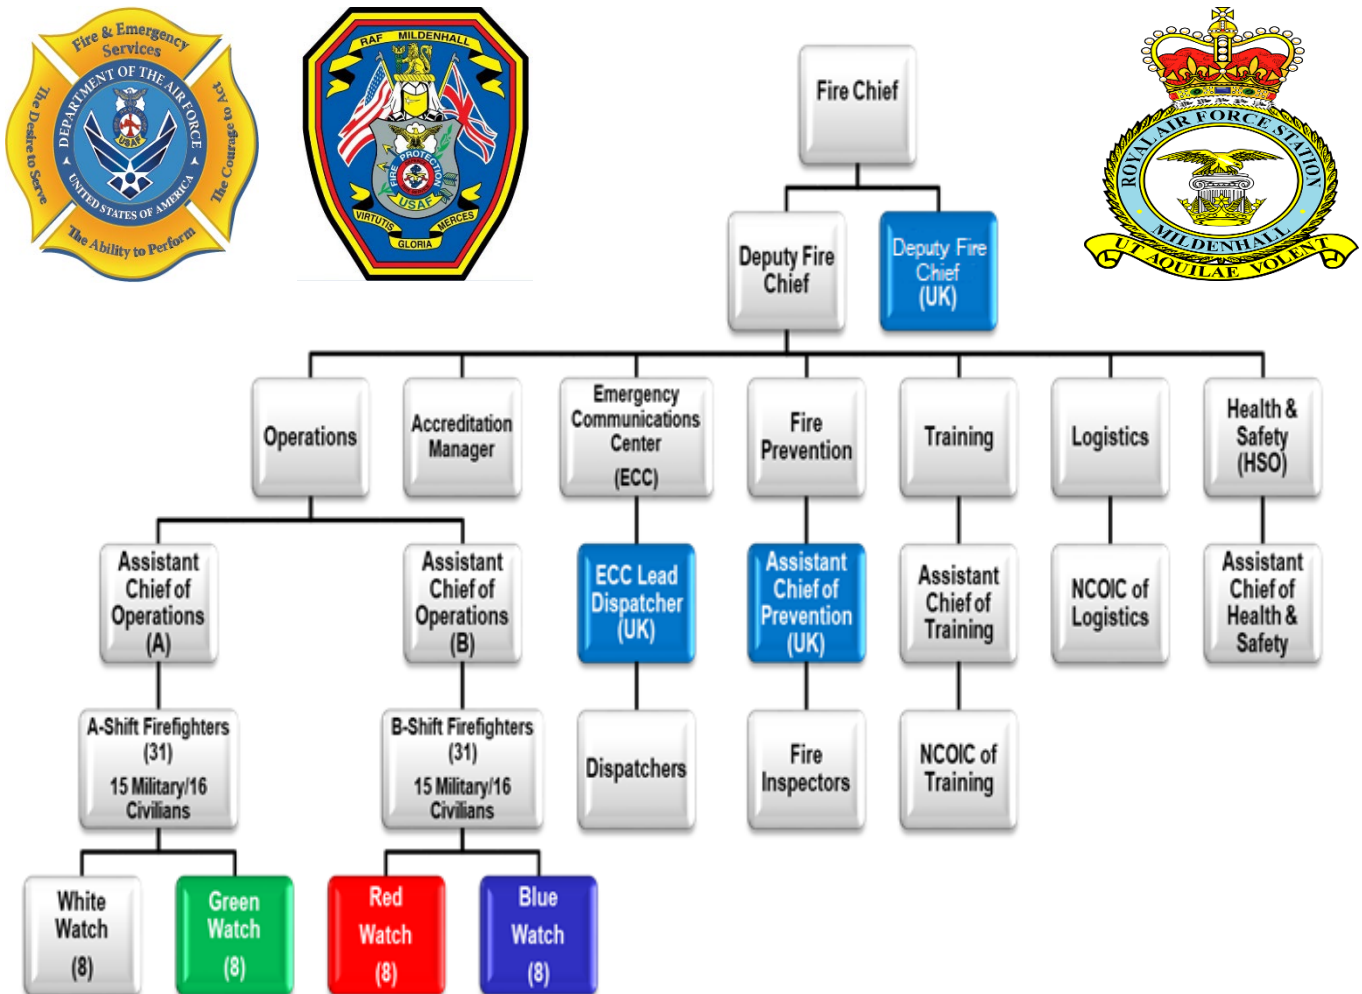 Fire & Emergency
Services
The Desire to Serve
The Courage to Act
The Ability to Perform
DEPARTMENT OF THE AIR FORCE
UNITED STATES OF AMERICA
USAF
RAF MILDENHALL
FIRE PROTECTION
USAF
VIRTUTIS
GLORIA
MERCES
ROYAL AIR FORCE STATION
MILDENHALL
UT AQUILAE VOLENT
Fire Chief
Deputy Fire
Chief
Deputy Fire
Chief
(UK)
Operations
Accreditation
Manager
Emergency
Communications
Center
(ECC)
Fire
Prevention
Training
Logistics
Health &
Safety
(HSO)
Assistant
Chief of
Operations
(A)
Assistant
Chief of
Operations
(B)
ECC Lead
Dispatcher
(UK)
Assistant
Chief of
Prevention
(UK)
Assistant
Chief of
Training
NCOIC of
Logistics
Assistant
Chief of
Health &
Safety
A-Shift Firefighters
(31)
15 Military/16
Civilians
B-Shift Firefighters
(31)
15 Military/16
Civilians
Dispatchers
Fire
Inspectors
NCOIC of
Training
White
Watch
(8)
Green
Watch
(8)
Red
Watch
(8)
Blue
Watch
(8)